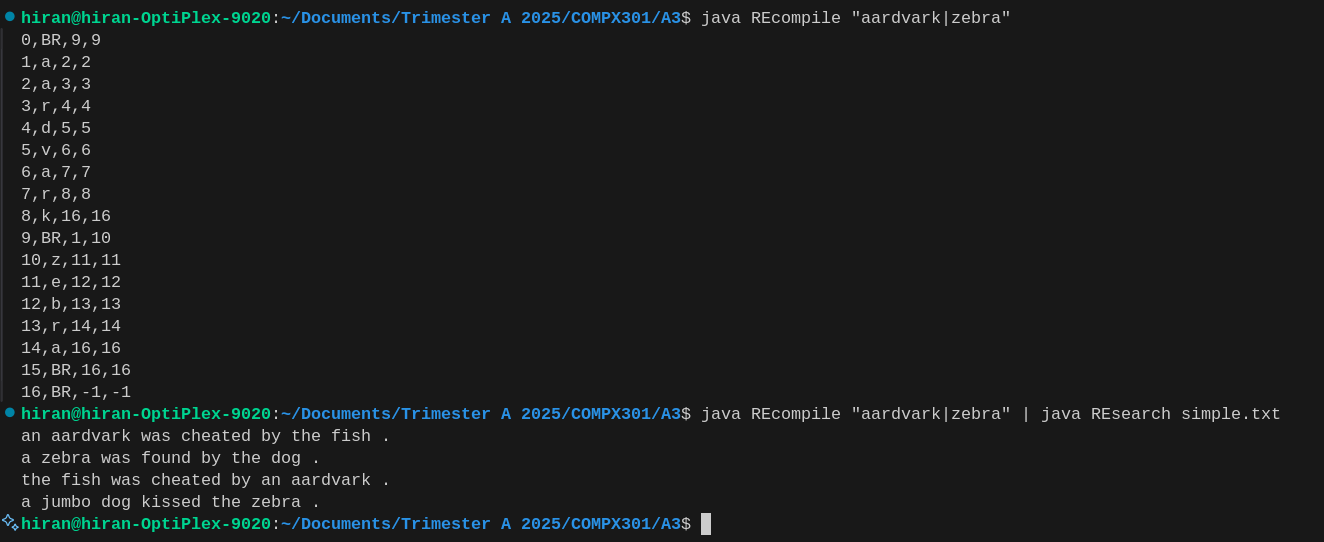 hiran@hiran-OptiPlex-9020:~/Documents/Trimester A 2025/COMPX301/A3$ java REcompile "aardvark|zebra"
0,BR,9,9
1,a,2,2
2,a,3,3
3,r,4,4
4,d,5,5
5,v,6,6
6,a,7,7
7,r,8,8
8,k,16,16
9,BR,1,10
10,z,11,11
11,e,12,12
12,b,13,13
13,r,14,14
14,a,16,16
15,BR,16,16
16,BR,-1,-1
hiran@hiran-OptiPlex-9020:~/Documents/Trimester A 2025/COMPX301/A3$ java REcompile "aardvark|zebra" | java REsearch simple.txt
an aardvark was cheated by the fish .
a zebra was found by the dog .
the fish was cheated by an aardvark .
a jumbo dog kissed the zebra .
hiran@hiran-OptiPlex-9020:~/Documents/Trimester A 2025/COMPX301/A3$